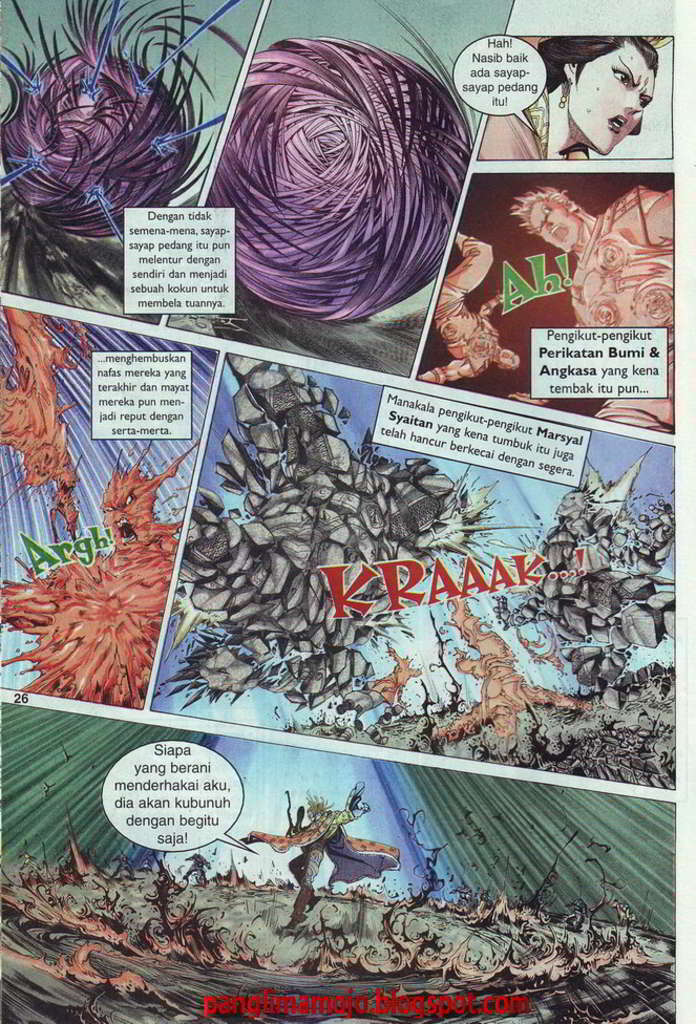 Dengan tidak
semena-mena, sayap-
sayap pedang itu pun
melentur dengan
sendiri dan menjadi
sebuah kokun untuk
membela tuannya.
Hah!
Nasib baik
ada sayap-
sayap pedang
itu!
Ah!
Pengikut-pengikut
Perikatan Bumi &
Angkasa yang kena
tembak itu pun...
...menghembuskan
nafas mereka yang
terakhir dan mayat
mereka pun men-
jadi reput dengan
serta-merta.
Argh!
Manakala pengikut-pengikut Marsyal
Syaitan yang kena tumbuk itu juga
telah hancur berkecai dengan segera.
KRAAAK...!
26
Siapa
yang berani
menderhakai aku,
dia akan kubunuh
dengan begitu
saja!
panglimamojo.blogspot.com